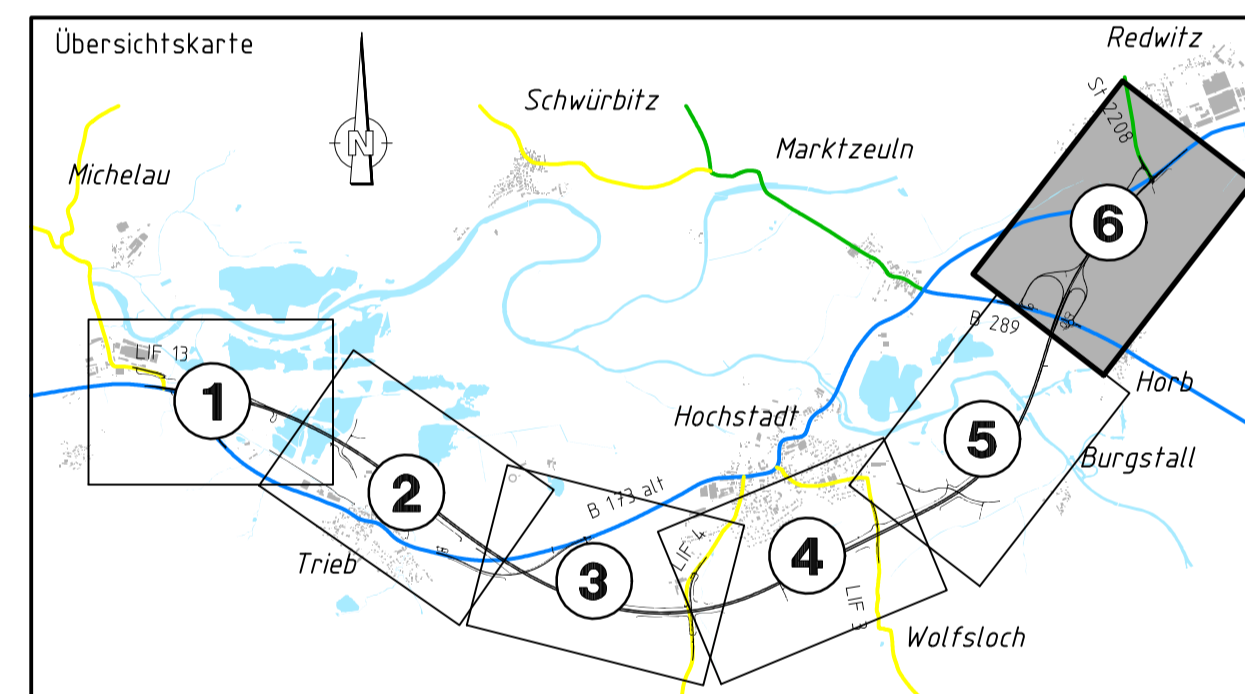 Übersichtskarte
Redwitz
Schwürbitz
St 2208
Marktzeuln
N
Michelau
6
B 289
LIF 13
Horb
1
Hochstadt
5
Burgstall
2
B 173 alt
LIF 4
4
Trieb
3
LIF 3
Wolfsloch